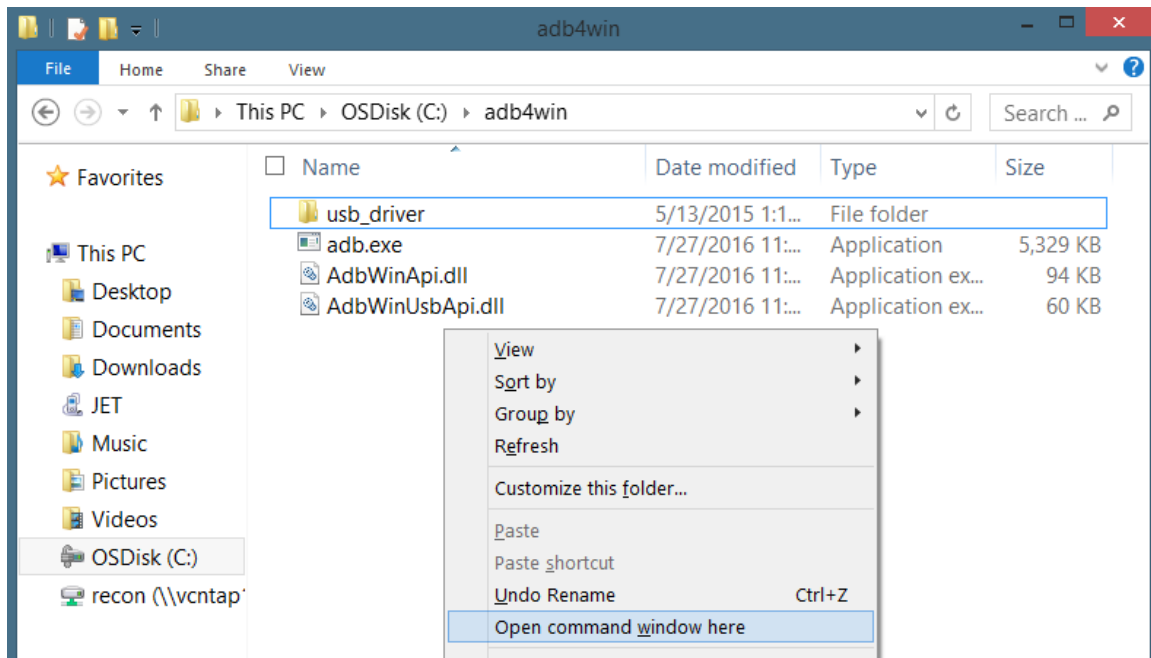 adb4win
File Home Share View
This PC OSDisk (C:) adb4win
Search ...
Favorites
This PC
Desktop
Documents
Downloads
JET
Music
Pictures
Videos
OSDisk (C:)
recon (\\vcntap1
Name Date modified Type Size
usb_driver 5/13/2015 1:1... File folder
adb.exe 7/27/2016 11:... Application 5,329 KB
AdbWinApi.dll 7/27/2016 11:... Application ex... 94 KB
AdbWinUsbApi.dll 7/27/2016 11:... Application ex... 60 KB
View
Sort by
Group by
Refresh
Customize this folder...
Paste
Paste shortcut
Undo Rename Ctrl+Z
Open command window here